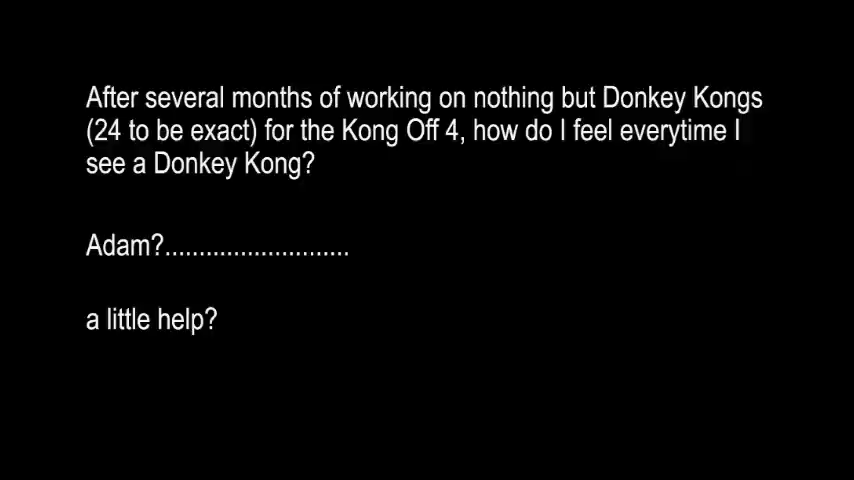 After several months of working on nothing but Donkey Kongs
(24 to be exact) for the Kong Off 4, how do I feel everytime I
see a Donkey Kong?
Adam?...........................
a little help?